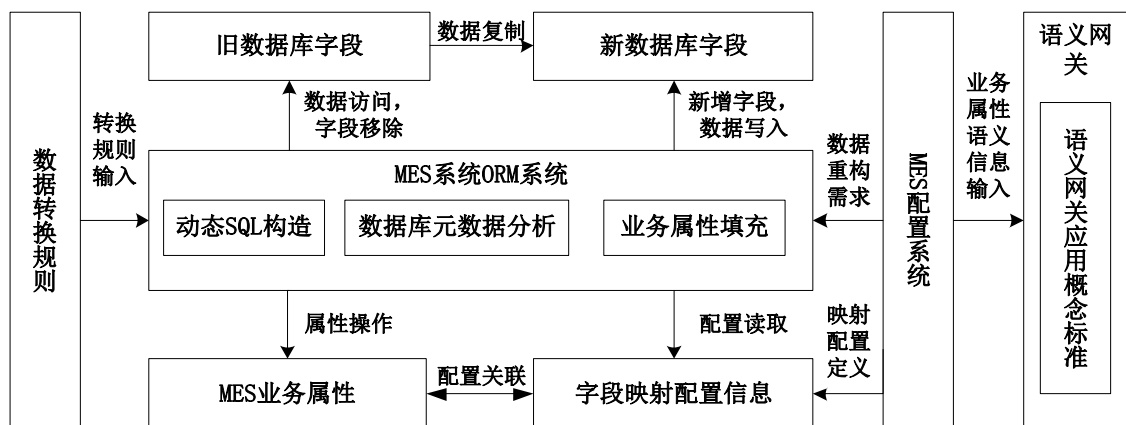 旧数据库字段
数据复制
新数据库字段
语义网
关
数据访问，
字段移除
新增字段，
数据写入
转换
规则
输入
数据转换规则
MES系统ORM系统
动态SQL构造
数据库元数据分析
业务属性填充
数据
重构
需求
MES配置系统
业务
属性
语义
信息
输入
语义网关应用概念标准
属性操作
配置读取
映射
配置
定义
MES业务属性
配置关联
字段映射配置信息